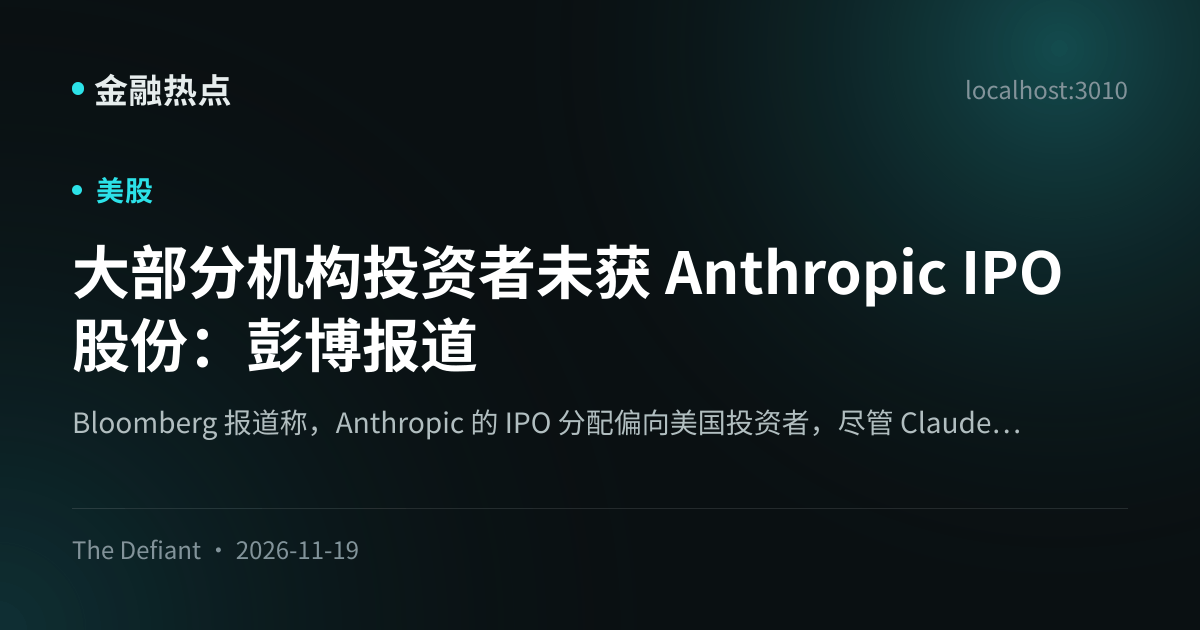 金融热点
localhost:3010
美股
大部分机构投资者未获 Anthropic IPO
股份：彭博报道
Bloomberg 报道称，Anthropic 的 IPO 分配偏向美国投资者，尽管 Claude…
The Defiant · 2026-11-19